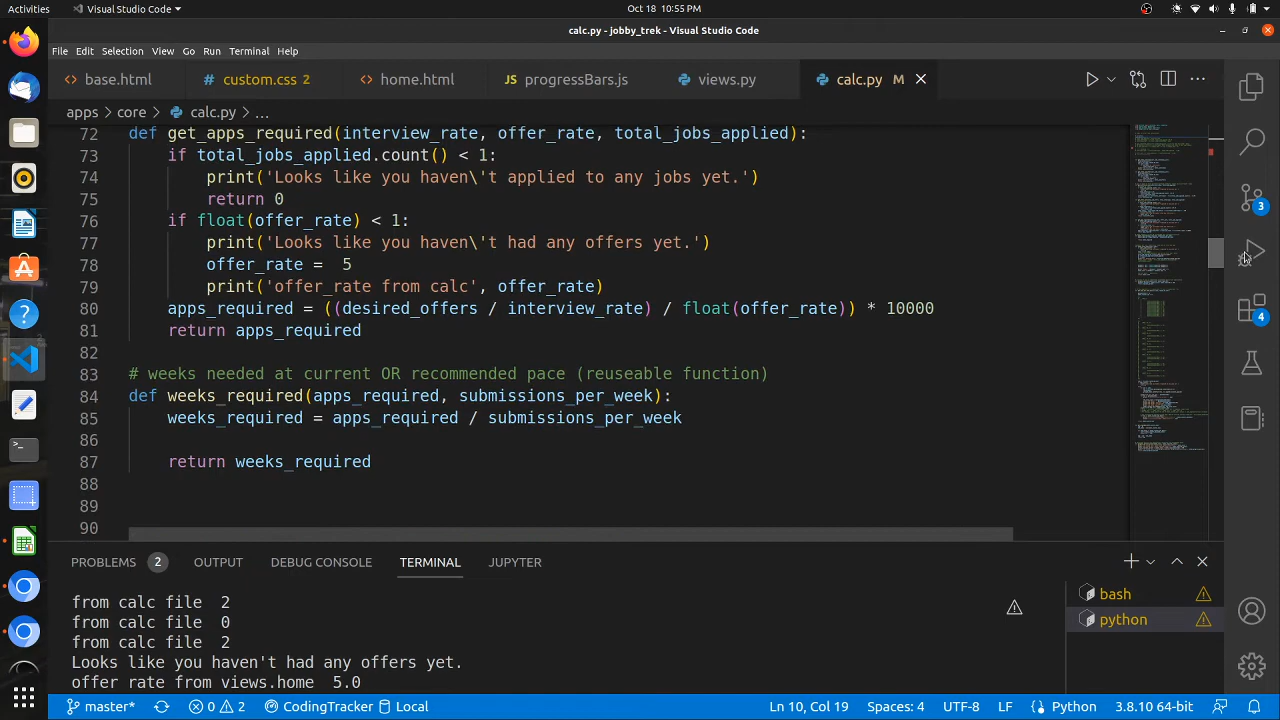 Activities
Visual Studio Code
Oct 18 10:55 PM
calc.py - jobby_trek - Visual Studio Code
File Edit Selection View Go Run Terminal Help
base.html
custom.css 2
home.html
JS progressBars.js
views.py
calc.py M
apps > core > calc.py > ...
72 def get_apps_required(interview_rate, offer_rate, total_jobs_applied):
73 if total_jobs_applied.count() < 1:
74 print('Looks like you haven\'t applied to any jobs yet.')
75 return 0
76 if float(offer_rate) < 1:
77 print('Looks like you haven\'t had any offers yet.')
78 offer_rate = 5
79 print('offer_rate from calc', offer_rate)
80 apps_required = ((desired_offers / interview_rate) / float(offer_rate)) * 10000
81 return apps_required
82
83 # weeks needed at current OR recommended pace (reuseable function)
84 def weeks_required(apps_required, submissions_per_week):
85 weeks_required = apps_required / submissions_per_week
86
87 return weeks_required
88
89
90
3
4
PROBLEMS 2 OUTPUT DEBUG CONSOLE TERMINAL JUPYTER
from calc file 2
from calc file 0
from calc file 2
Looks like you haven't had any offers yet.
offer rate from views.home 5.0
bash
python
master* 0 2 CodingTracker Local Ln 10, Col 19 Spaces: 4 UTF-8 LF Python 3.8.10 64-bit